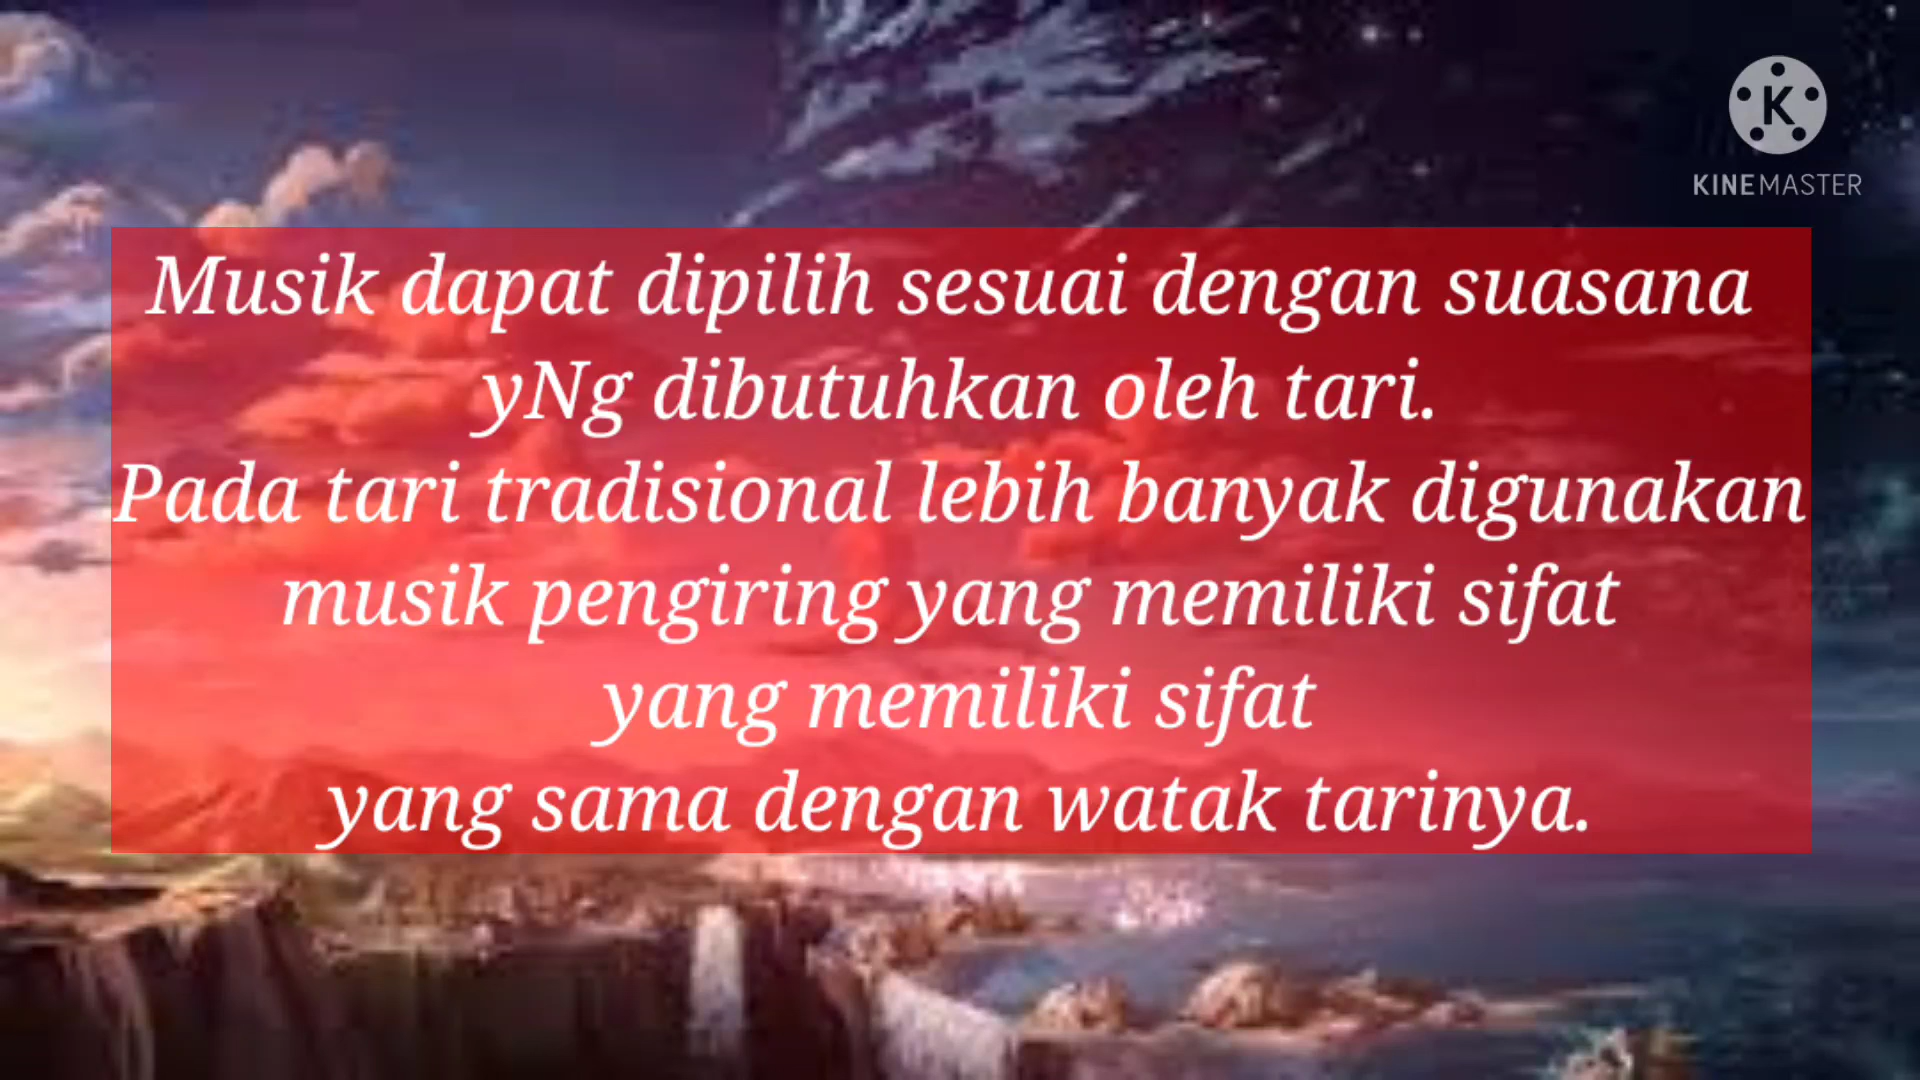 KINEMASTER
Musik dapat dipilih sesuai dengan suasana
yNg dibutuhkan oleh tari.
Pada tari tradisional lebih banyak digunakan
musik pengiring yang memiliki sifat
yang memiliki sifat
yang sama dengan watak tarinya.